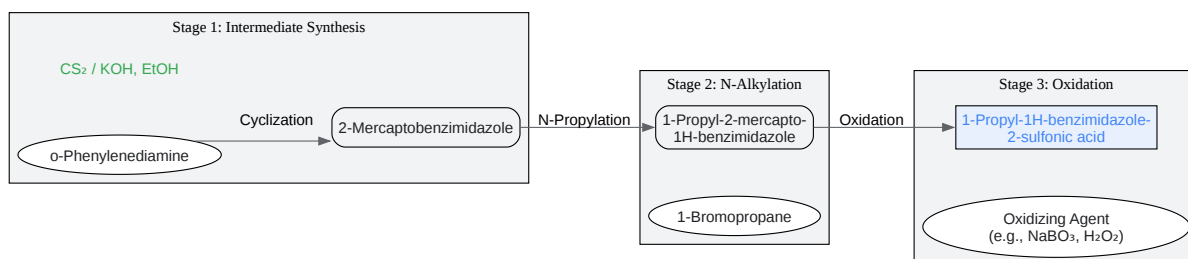 Stage 1: Intermediate Synthesis
CS₂ / KOH, EtOH
Cyclization
o-Phenylenediamine
2-Mercaptobenzimidazole
N-Propylation
Stage 2: N-Alkylation
1-Propyl-2-mercapto-
1H-benzimidazole
1-Bromopropane
Oxidation
Stage 3: Oxidation
1-Propyl-1H-benzimidazole-
2-sulfonic acid
Oxidizing Agent
(e.g., NaBO₃, H₂O₂)